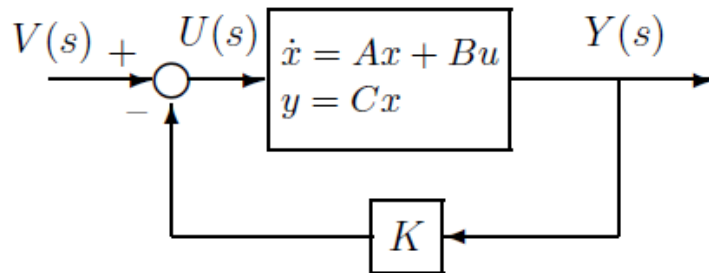 V(s) + U(s) Y(s)
ẋ = Ax + Bu
y = Cx
−
K